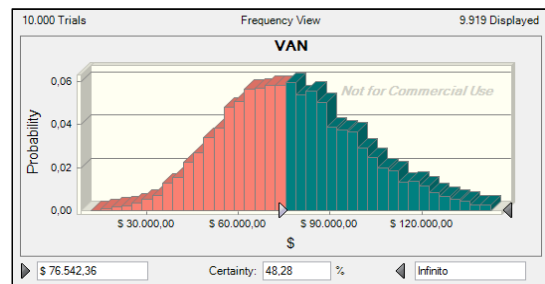 10.000 Trials Frequency View 9.919 Displayed
VAN
Not for Commercial Use
0,06
0,04
0,02
0,00
Probability
$ 30.000,00 $ 60.000,00 $ 90.000,00 $ 120.000,00
$
$ 76.542,36 Certainty: 48,28 % Infinito